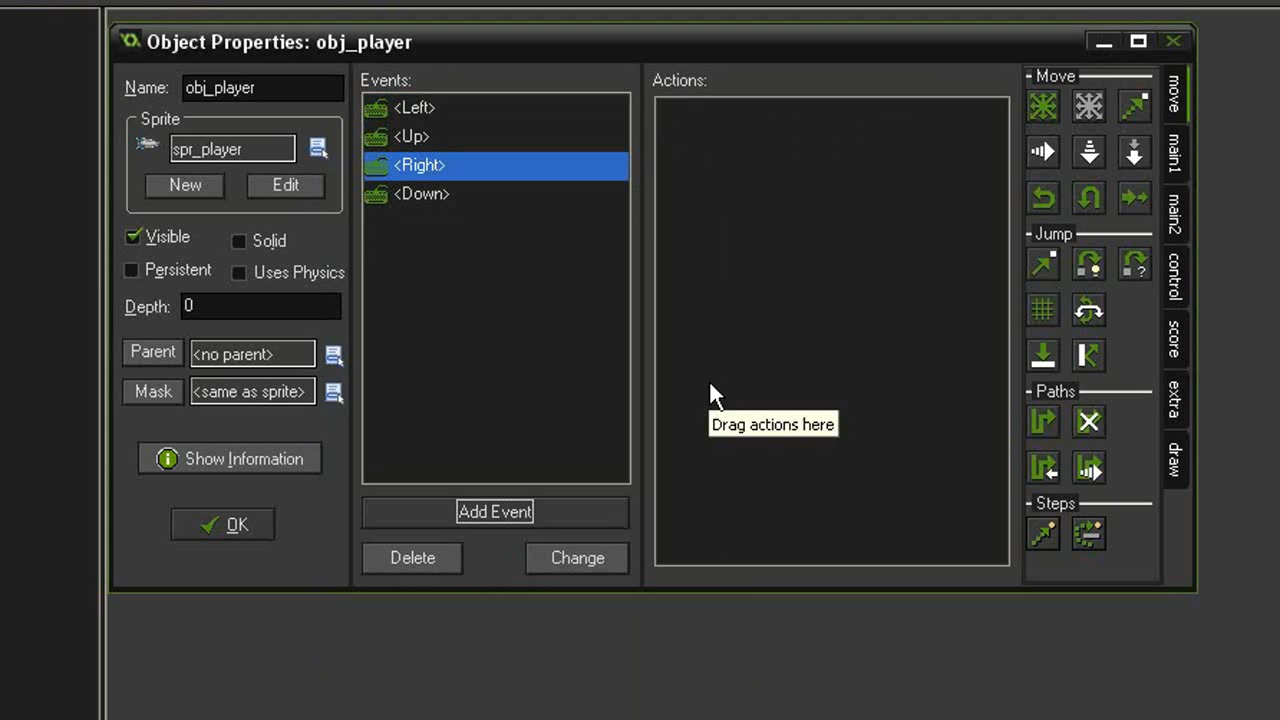 Object Properties: obj_player
Name: obj_player
Sprite
spr_player
New Edit
Visible Solid
Persistent Uses Physics
Depth: 0
Parent <no parent>
Mask <same as sprite>
Show Information
OK
Events:
<Left>
<Up>
<Right>
<Down>
Add Event
Delete Change
Actions:
Drag actions here
Move
Jump
Paths
Steps
move
main1
main2
control
score
extra
draw